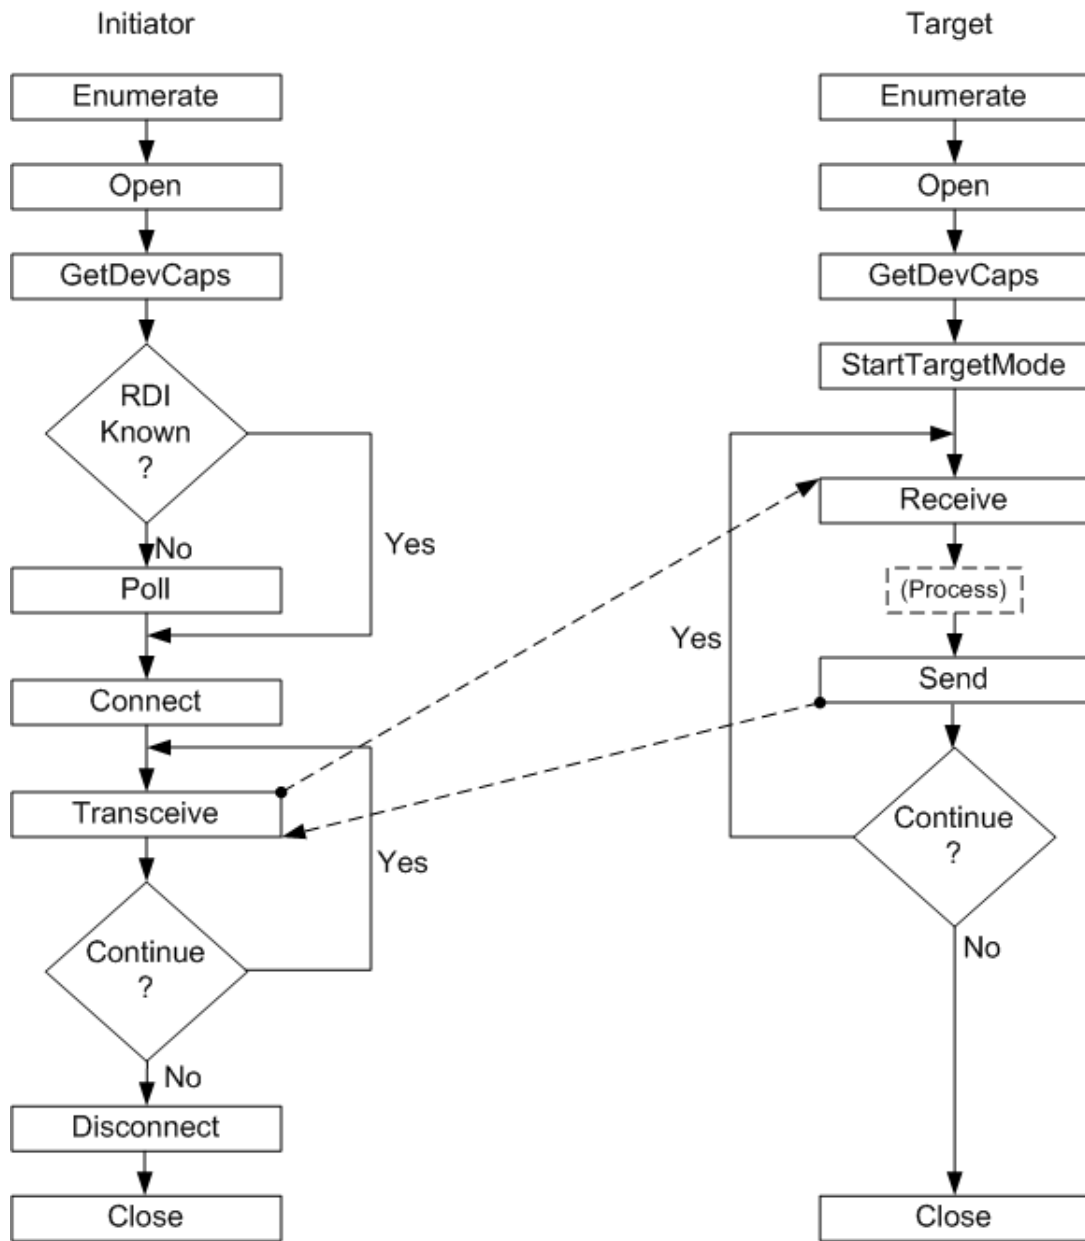 Initiator
Enumerate
Open
GetDevCaps
RDI
Known
?
No
Yes
Poll
Connect
Transceive
Yes
Continue
?
No
Disconnect
Close
Target
Enumerate
Open
GetDevCaps
StartTargetMode
Receive
(Process)
Yes
Send
Continue
?
No
Close